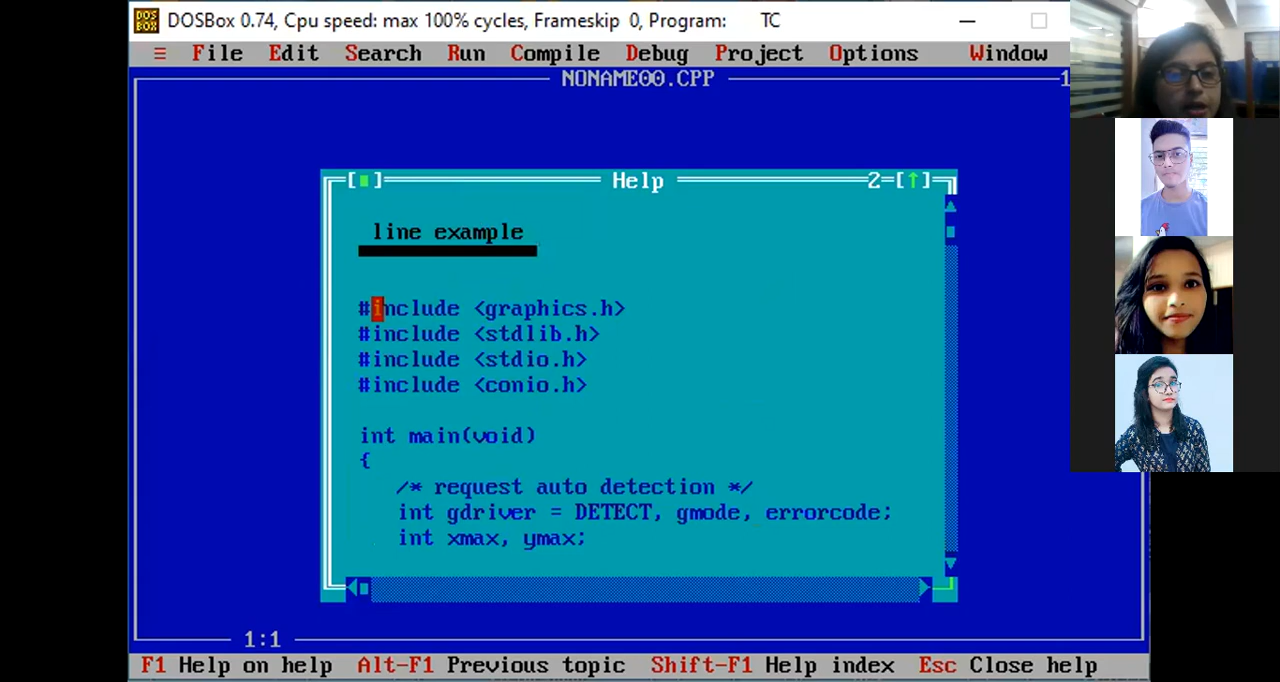 DOS
BOX
DOSBox 0.74, Cpu speed: max 100% cycles, Frameskip 0, Program: TC
≡ File Edit Search Run Compile Debug Project Options Window
NONAME00.CPP 1
[■] Help 2=[↑]
line example
#include <graphics.h>
#include <stdlib.h>
#include <stdio.h>
#include <conio.h>
int main(void)
{
/* request auto detection */
int gdriver = DETECT, gmode, errorcode;
int xmax, ymax;
1:1
F1 Help on help Alt-F1 Previous topic Shift-F1 Help index Esc Close help